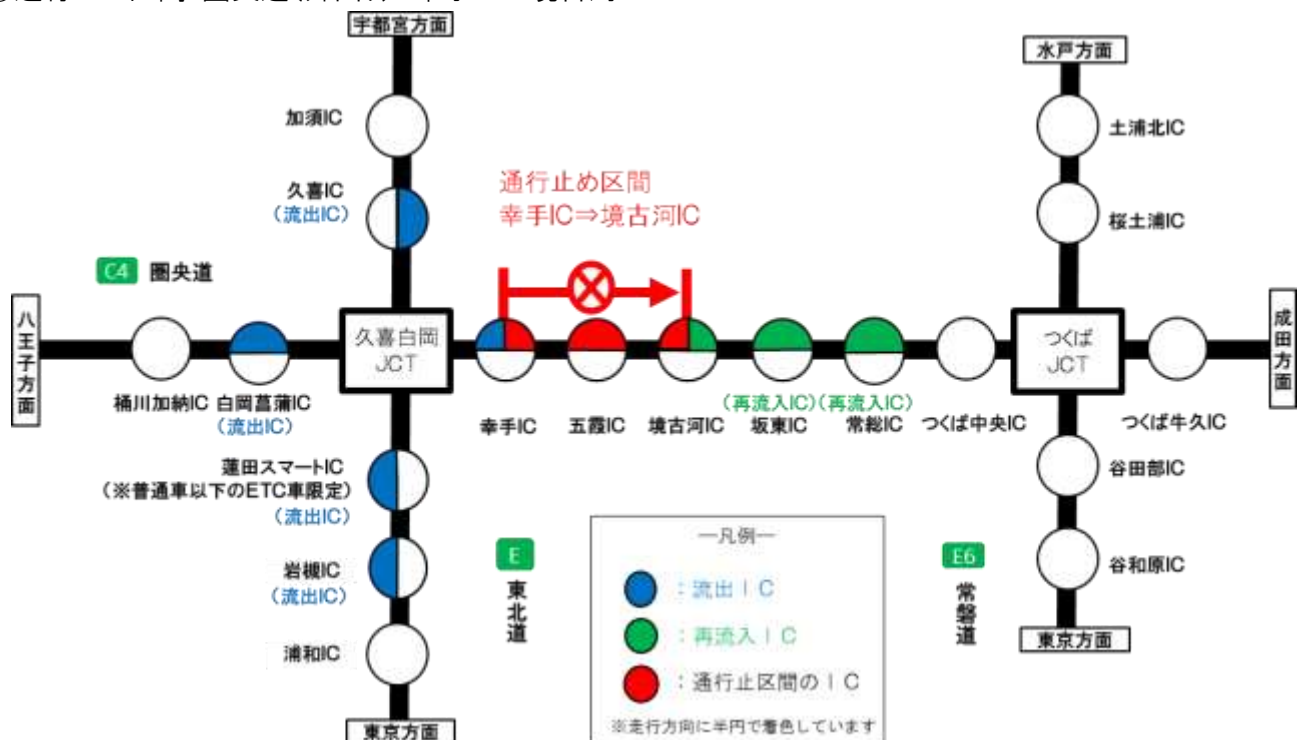 宇都宮方面
水戸方面
加須IC
土浦北IC
久喜IC
(流出IC)
通行止め区間
幸手IC⇒境古河IC
桜土浦IC
C4 圏央道
八王子方面
久喜白岡
JCT
つくば
JCT
成田方面
桶川加納IC
白岡菖蒲IC
(流出IC)
幸手IC
五霞IC
境古河IC
(再流入IC)
坂東IC
(再流入IC)
常総IC
つくば中央IC
つくば牛久IC
蓮田スマートIC
(※普通車以下のETC車限定)
(流出IC)
谷田部IC
岩槻IC
(流出IC)
E
東北道
―凡例―
:流出IC
:再流入IC
:通行止区間のIC
※走行方向に半円で着色しています
E6
常磐道
谷和原IC
浦和IC
東京方面
東京方面